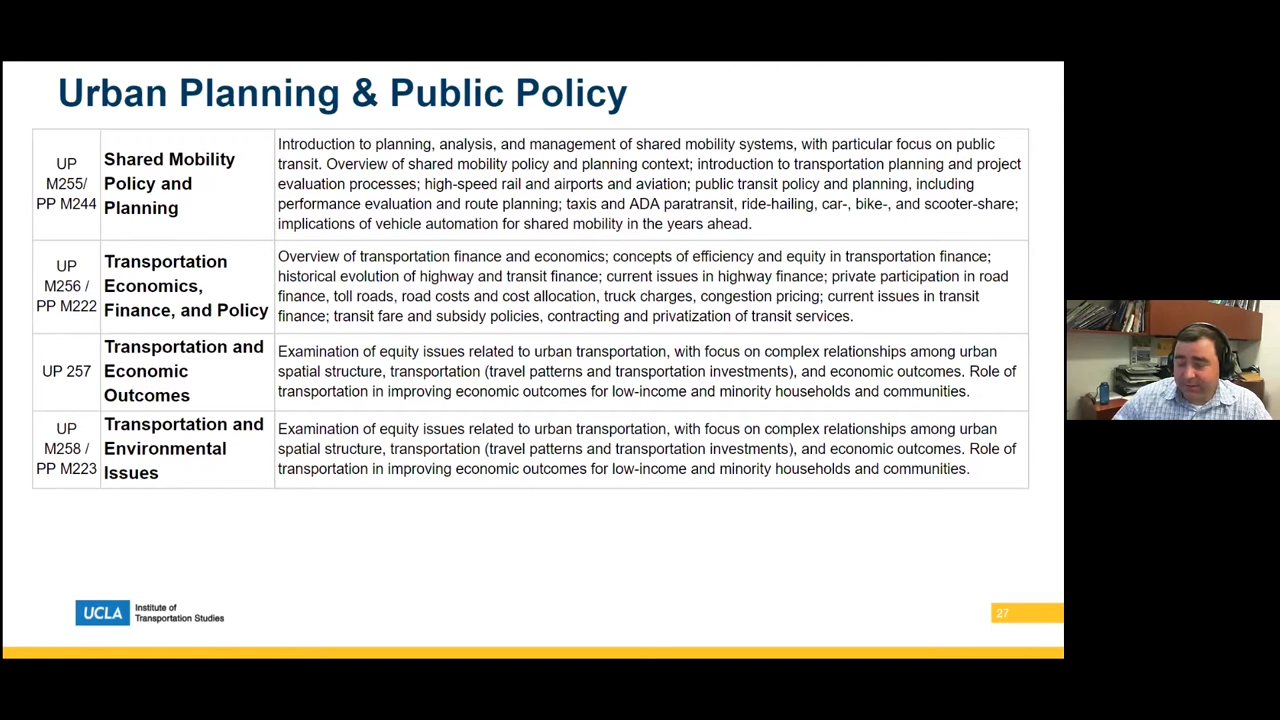 Urban Planning & Public Policy
UP
M255/
PP M244
Shared Mobility
Policy and
Planning
Introduction to planning, analysis, and management of shared mobility systems, with particular focus on public
transit. Overview of shared mobility policy and planning context; introduction to transportation planning and project
evaluation processes; high-speed rail and airports and aviation; public transit policy and planning, including
performance evaluation and route planning; taxis and ADA paratransit, ride-hailing, car-, bike-, and scooter-share;
implications of vehicle automation for shared mobility in the years ahead.
UP
M256 /
PP M222
Transportation
Economics,
Finance, and Policy
Overview of transportation finance and economics; concepts of efficiency and equity in transportation finance;
historical evolution of highway and transit finance; current issues in highway finance; private participation in road
finance, toll roads, road costs and cost allocation, truck charges, congestion pricing; current issues in transit
finance; transit fare and subsidy policies, contracting and privatization of transit services.
UP 257
Transportation and
Economic
Outcomes
Examination of equity issues related to urban transportation, with focus on complex relationships among urban
spatial structure, transportation (travel patterns and transportation investments), and economic outcomes. Role of
transportation in improving economic outcomes for low-income and minority households and communities.
UP
M258 /
PP M223
Transportation and
Environmental
Issues
Examination of equity issues related to urban transportation, with focus on complex relationships among urban
spatial structure, transportation (travel patterns and transportation investments), and economic outcomes. Role of
transportation in improving economic outcomes for low-income and minority households and communities.
UCLA
Institute of
Transportation Studies
27